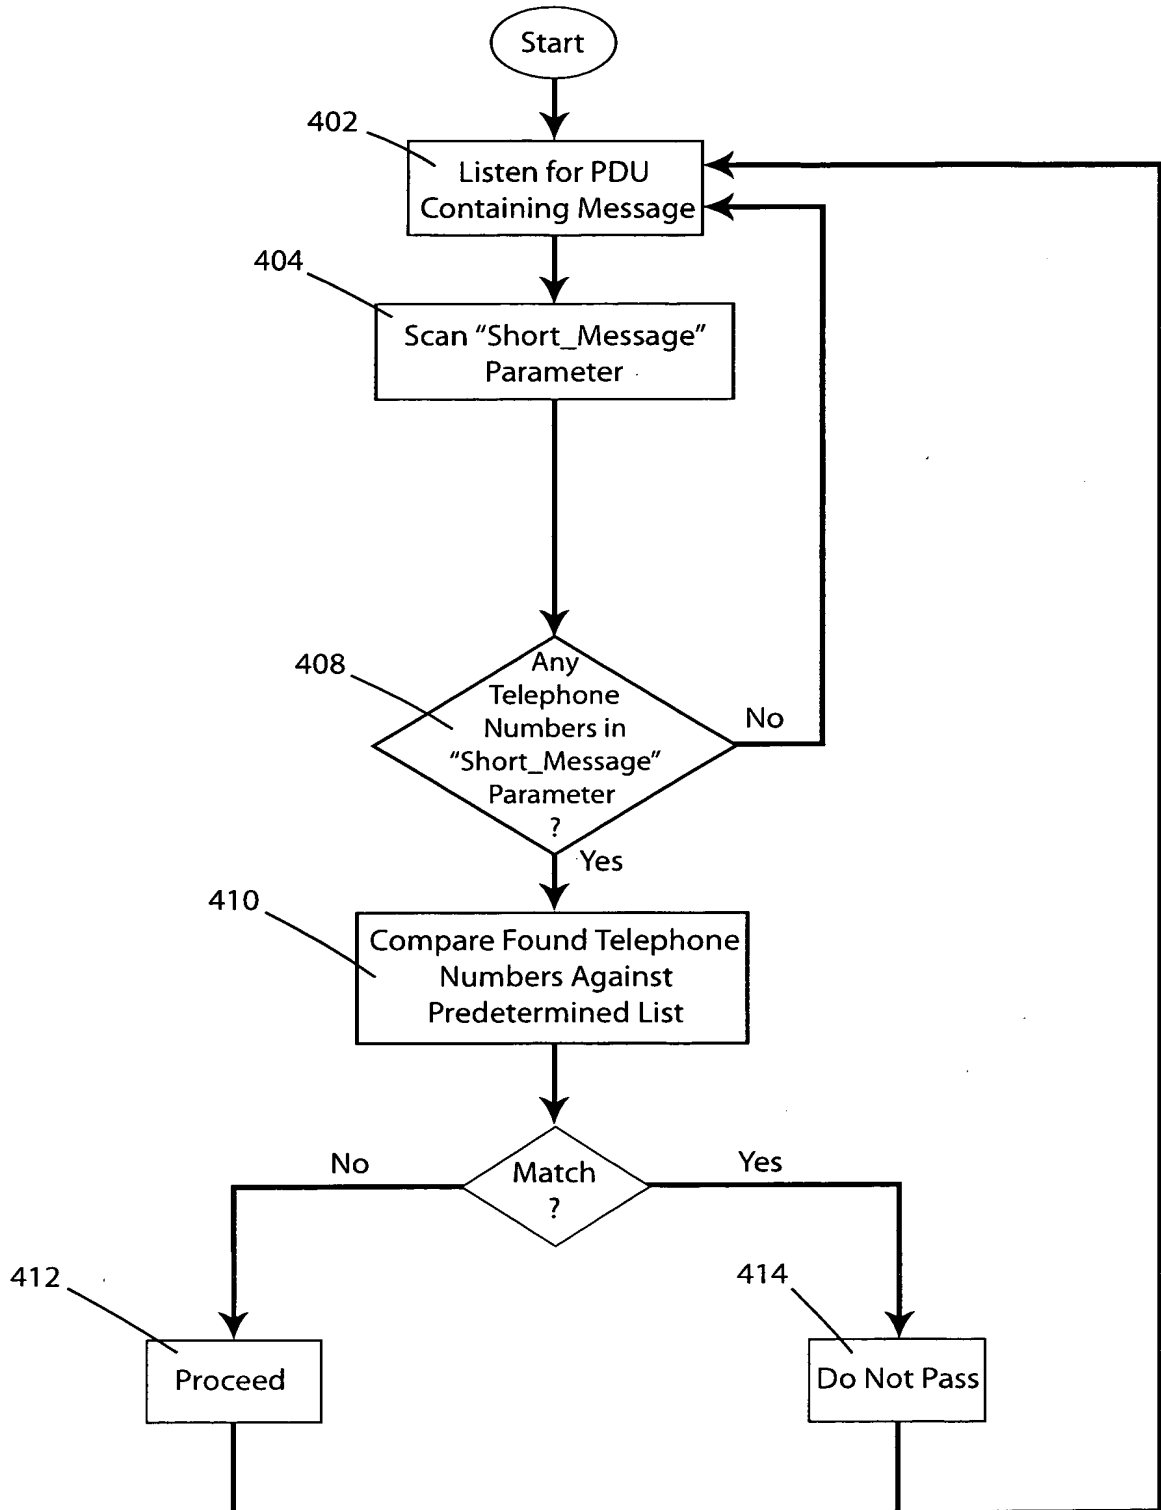 Start
402
Listen for PDU
Containing Message
404
Scan “Short_Message”
Parameter
408
Any
Telephone
Numbers in
“Short_Message”
Parameter
?
No
Yes
410
Compare Found Telephone
Numbers Against
Predetermined List
No
Match
?
Yes
412
Proceed
414
Do Not Pass